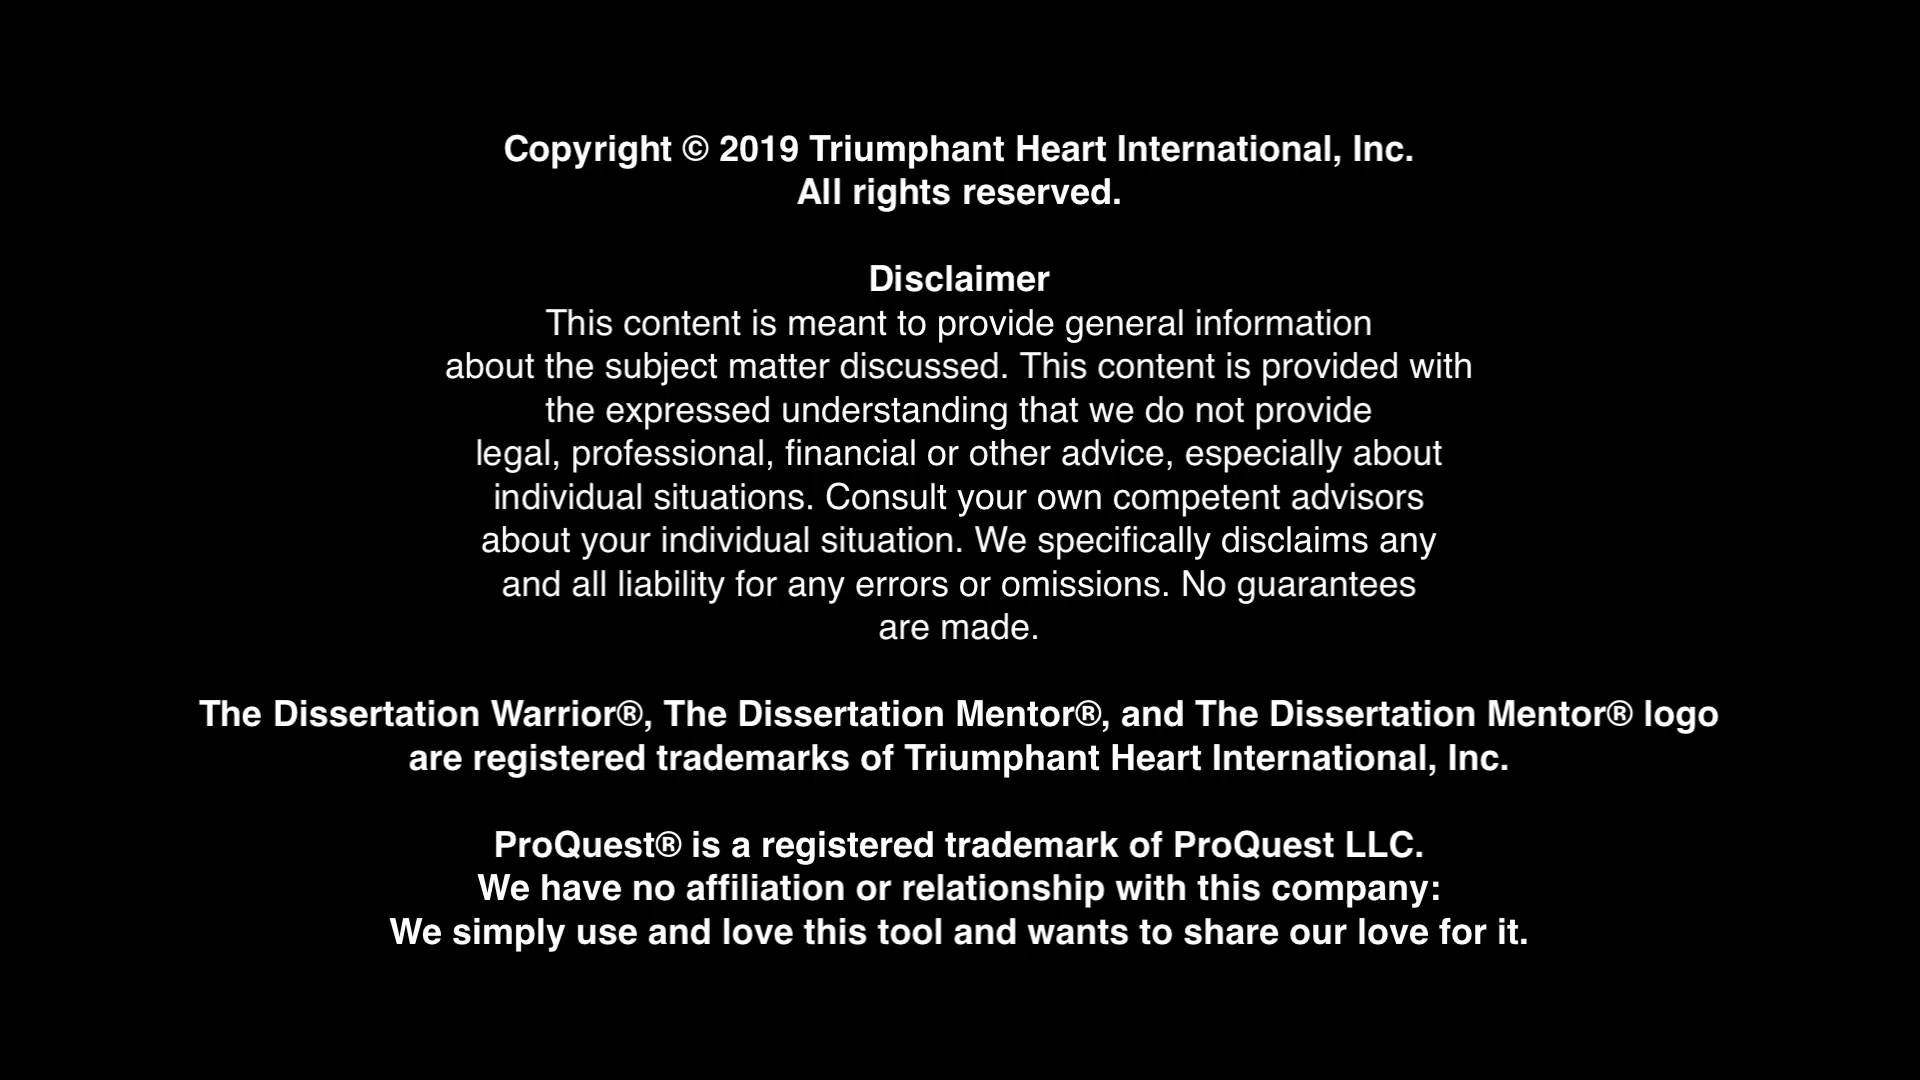 Copyright © 2019 Triumphant Heart International, Inc.
All rights reserved.
Disclaimer
This content is meant to provide general information
about the subject matter discussed. This content is provided with
the expressed understanding that we do not provide
legal, professional, financial or other advice, especially about
individual situations. Consult your own competent advisors
about your individual situation. We specifically disclaims any
and all liability for any errors or omissions. No guarantees
are made.
The Dissertation Warrior®, The Dissertation Mentor®, and The Dissertation Mentor® logo
are registered trademarks of Triumphant Heart International, Inc.
ProQuest® is a registered trademark of ProQuest LLC.
We have no affiliation or relationship with this company:
We simply use and love this tool and wants to share our love for it.